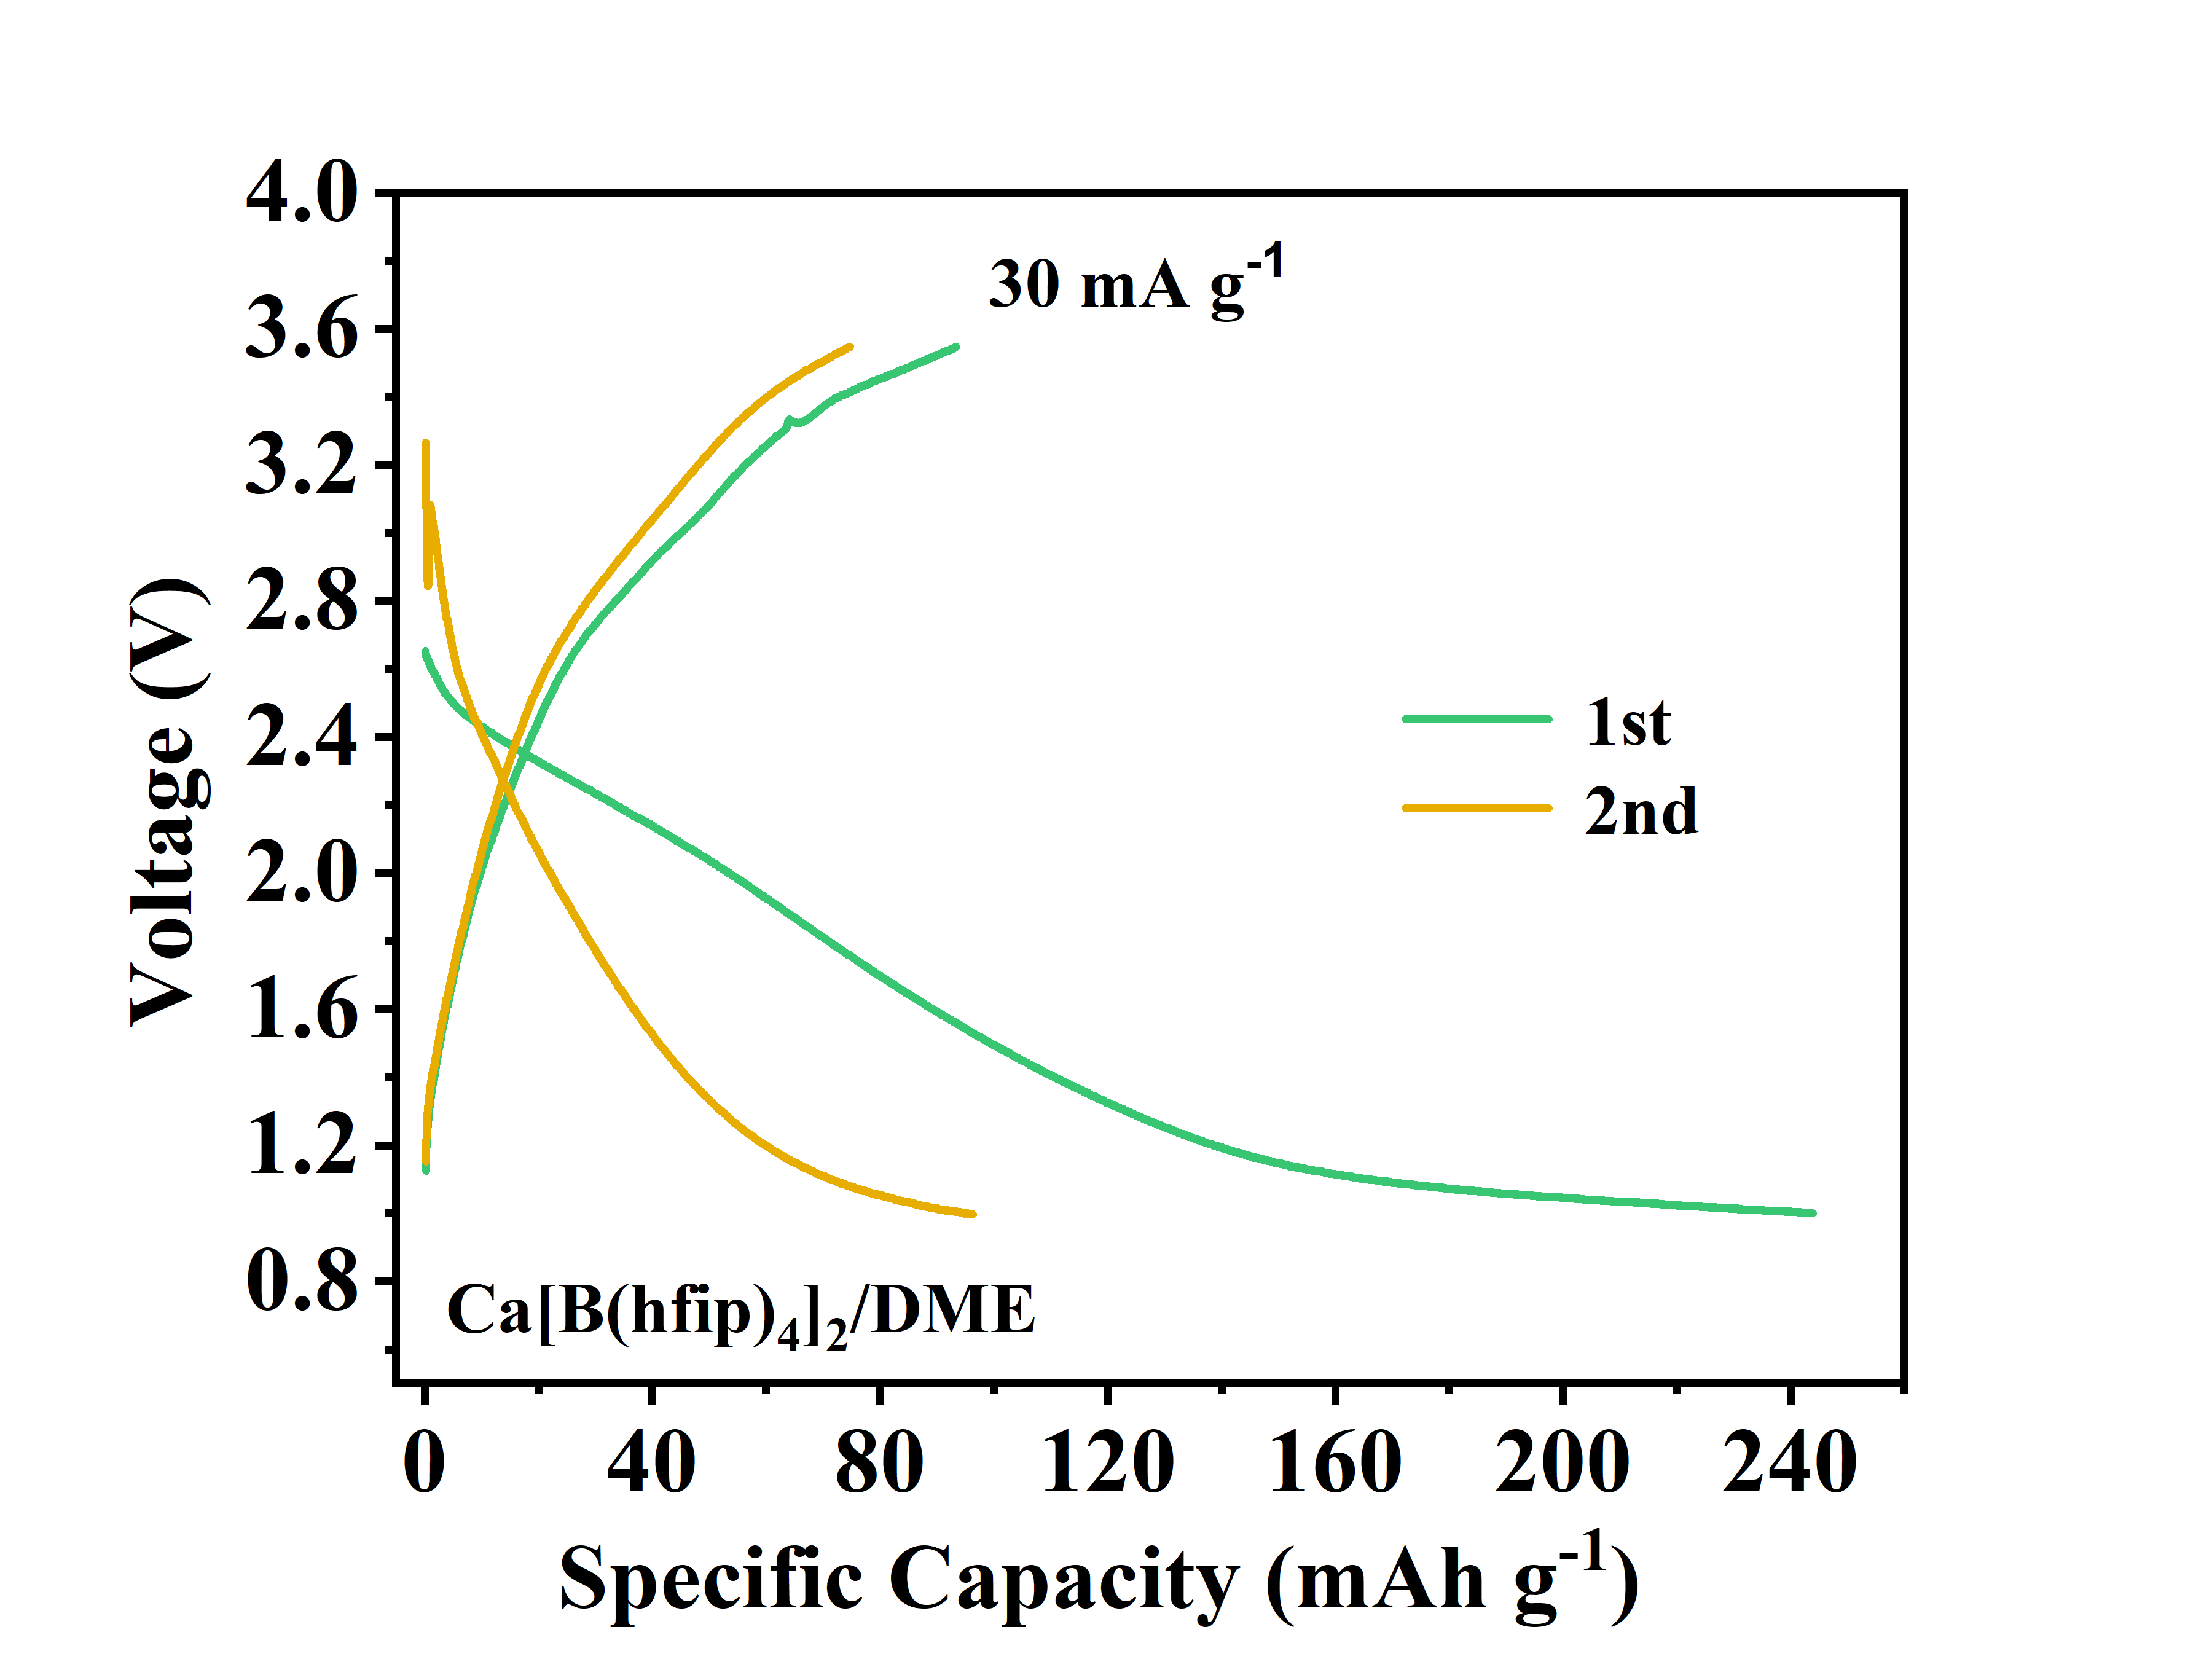 4.0
3.6
3.2
2.8
2.4
2.0
1.6
1.2
0.8
Voltage (V)
30 mA g⁻¹
1st
2nd
Ca[B(hfip)₄]₂/DME
0 40 80 120 160 200 240
Specific Capacity (mAh g⁻¹)